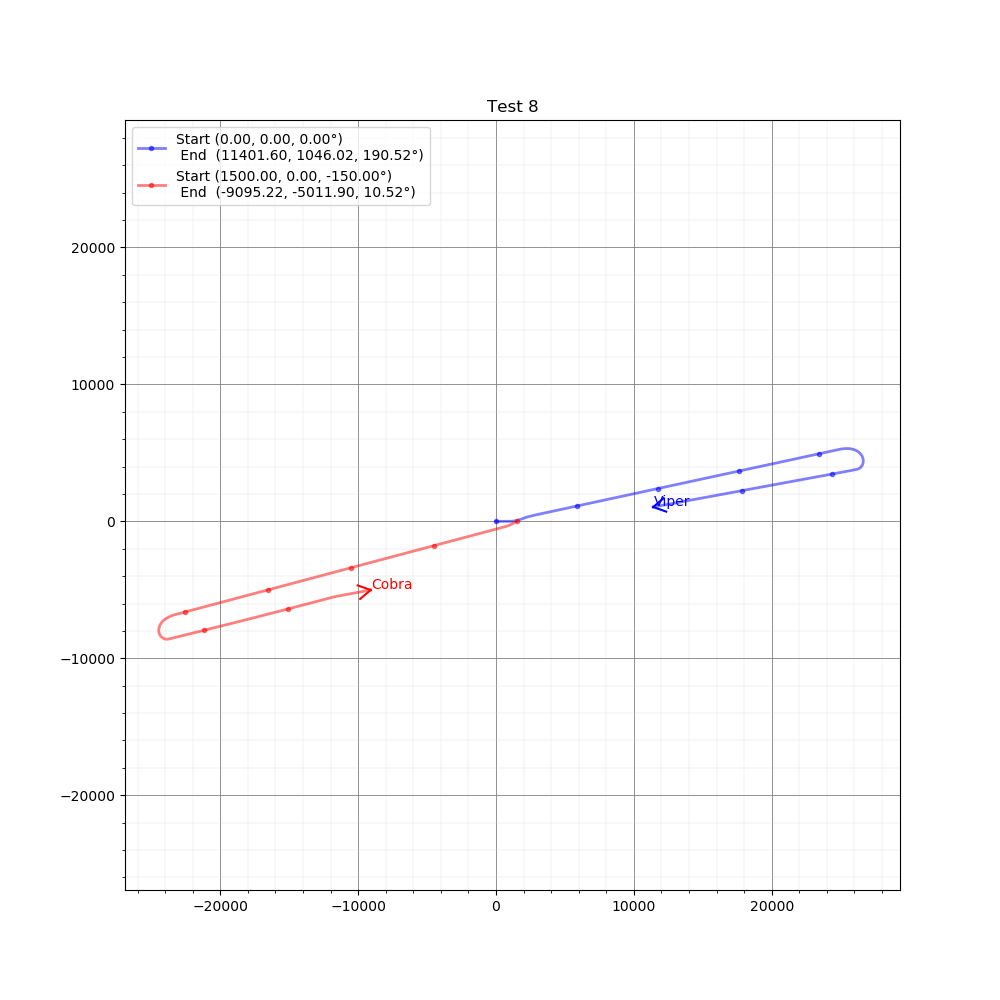 Test 8
Start (0.00, 0.00, 0.00°)
End  (11401.60, 1046.02, 190.52°)
Start (1500.00, 0.00, -150.00°)
End  (-9095.22, -5011.90, 10.52°)
20000
10000
Viper
0
Cobra
−10000
−20000
−20000 −10000 0 10000 20000